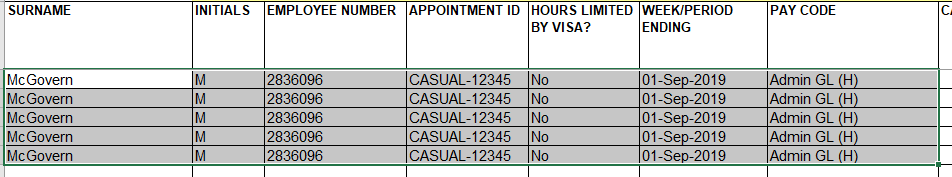 SURNAME INITIALS EMPLOYEE NUMBER APPOINTMENT ID HOURS LIMITED BY VISA? WEEK/PERIOD ENDING PAY CODE
McGovern M 2836096 CASUAL-12345 No 01-Sep-2019 Admin GL (H)
McGovern M 2836096 CASUAL-12345 No 01-Sep-2019 Admin GL (H)
McGovern M 2836096 CASUAL-12345 No 01-Sep-2019 Admin GL (H)
McGovern M 2836096 CASUAL-12345 No 01-Sep-2019 Admin GL (H)
McGovern M 2836096 CASUAL-12345 No 01-Sep-2019 Admin GL (H)